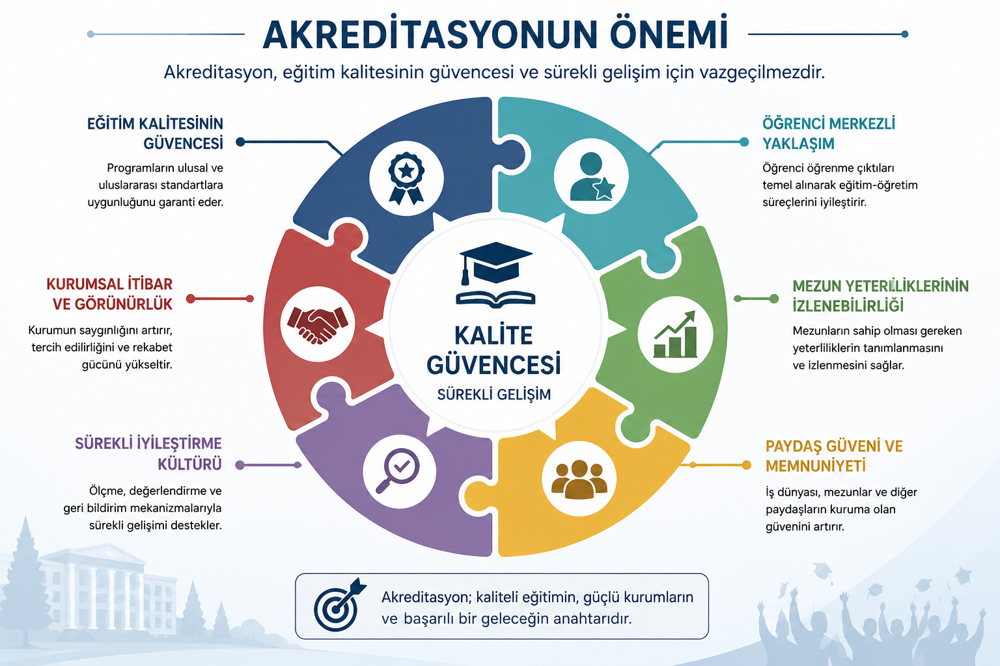 AKREDİTASYONUN ÖNEMİ
Akreditasyon, eğitim kalitesinin güvencesi ve sürekli gelişim için vazgeçilmezdir.
EĞİTİM KALİTESİNİN
GÜVENCESİ
Programların ulusal ve
uluslararası standartlara
uygunluğunu garanti eder.
ÖĞRENCİ MERKEZLİ
YAKLAŞIM
Öğrenci öğrenme çıktıları
temel alınarak eğitim-öğretim
süreçlerini iyileştirir.
KURUMSAL İTİBAR
VE GÖRÜNÜRLÜK
Kurumun saygınlığını artırır,
tercih edilirliğini ve rekabet
gücünü yükseltir.
KALİTE
GÜVENCESİ
SÜREKLİ GELİŞİM
MEZUN YETERİLİKLERİNİN
İZLENEBİLİRLİĞİ
Mezunların sahip olması gereken
yeterliliklerin tanımlanmasını
ve izlenmesini sağlar.
SÜREKLİ İYİLEŞTİRME
KÜLTÜRÜ
Ölçme, değerlendirme ve
geri bildirim mekanizmalarıyla
sürekli gelişimi destekler.
PAYDAŞ GÜVENİ VE
MEMNUNİYETİ
İş dünyası, mezunlar ve diğer
paydaşların kuruma olan
güvenini artırır.
Akreditasyon; kaliteli eğitimin, güçlü kurumların
ve başarılı bir geleceğin anahtarıdır.